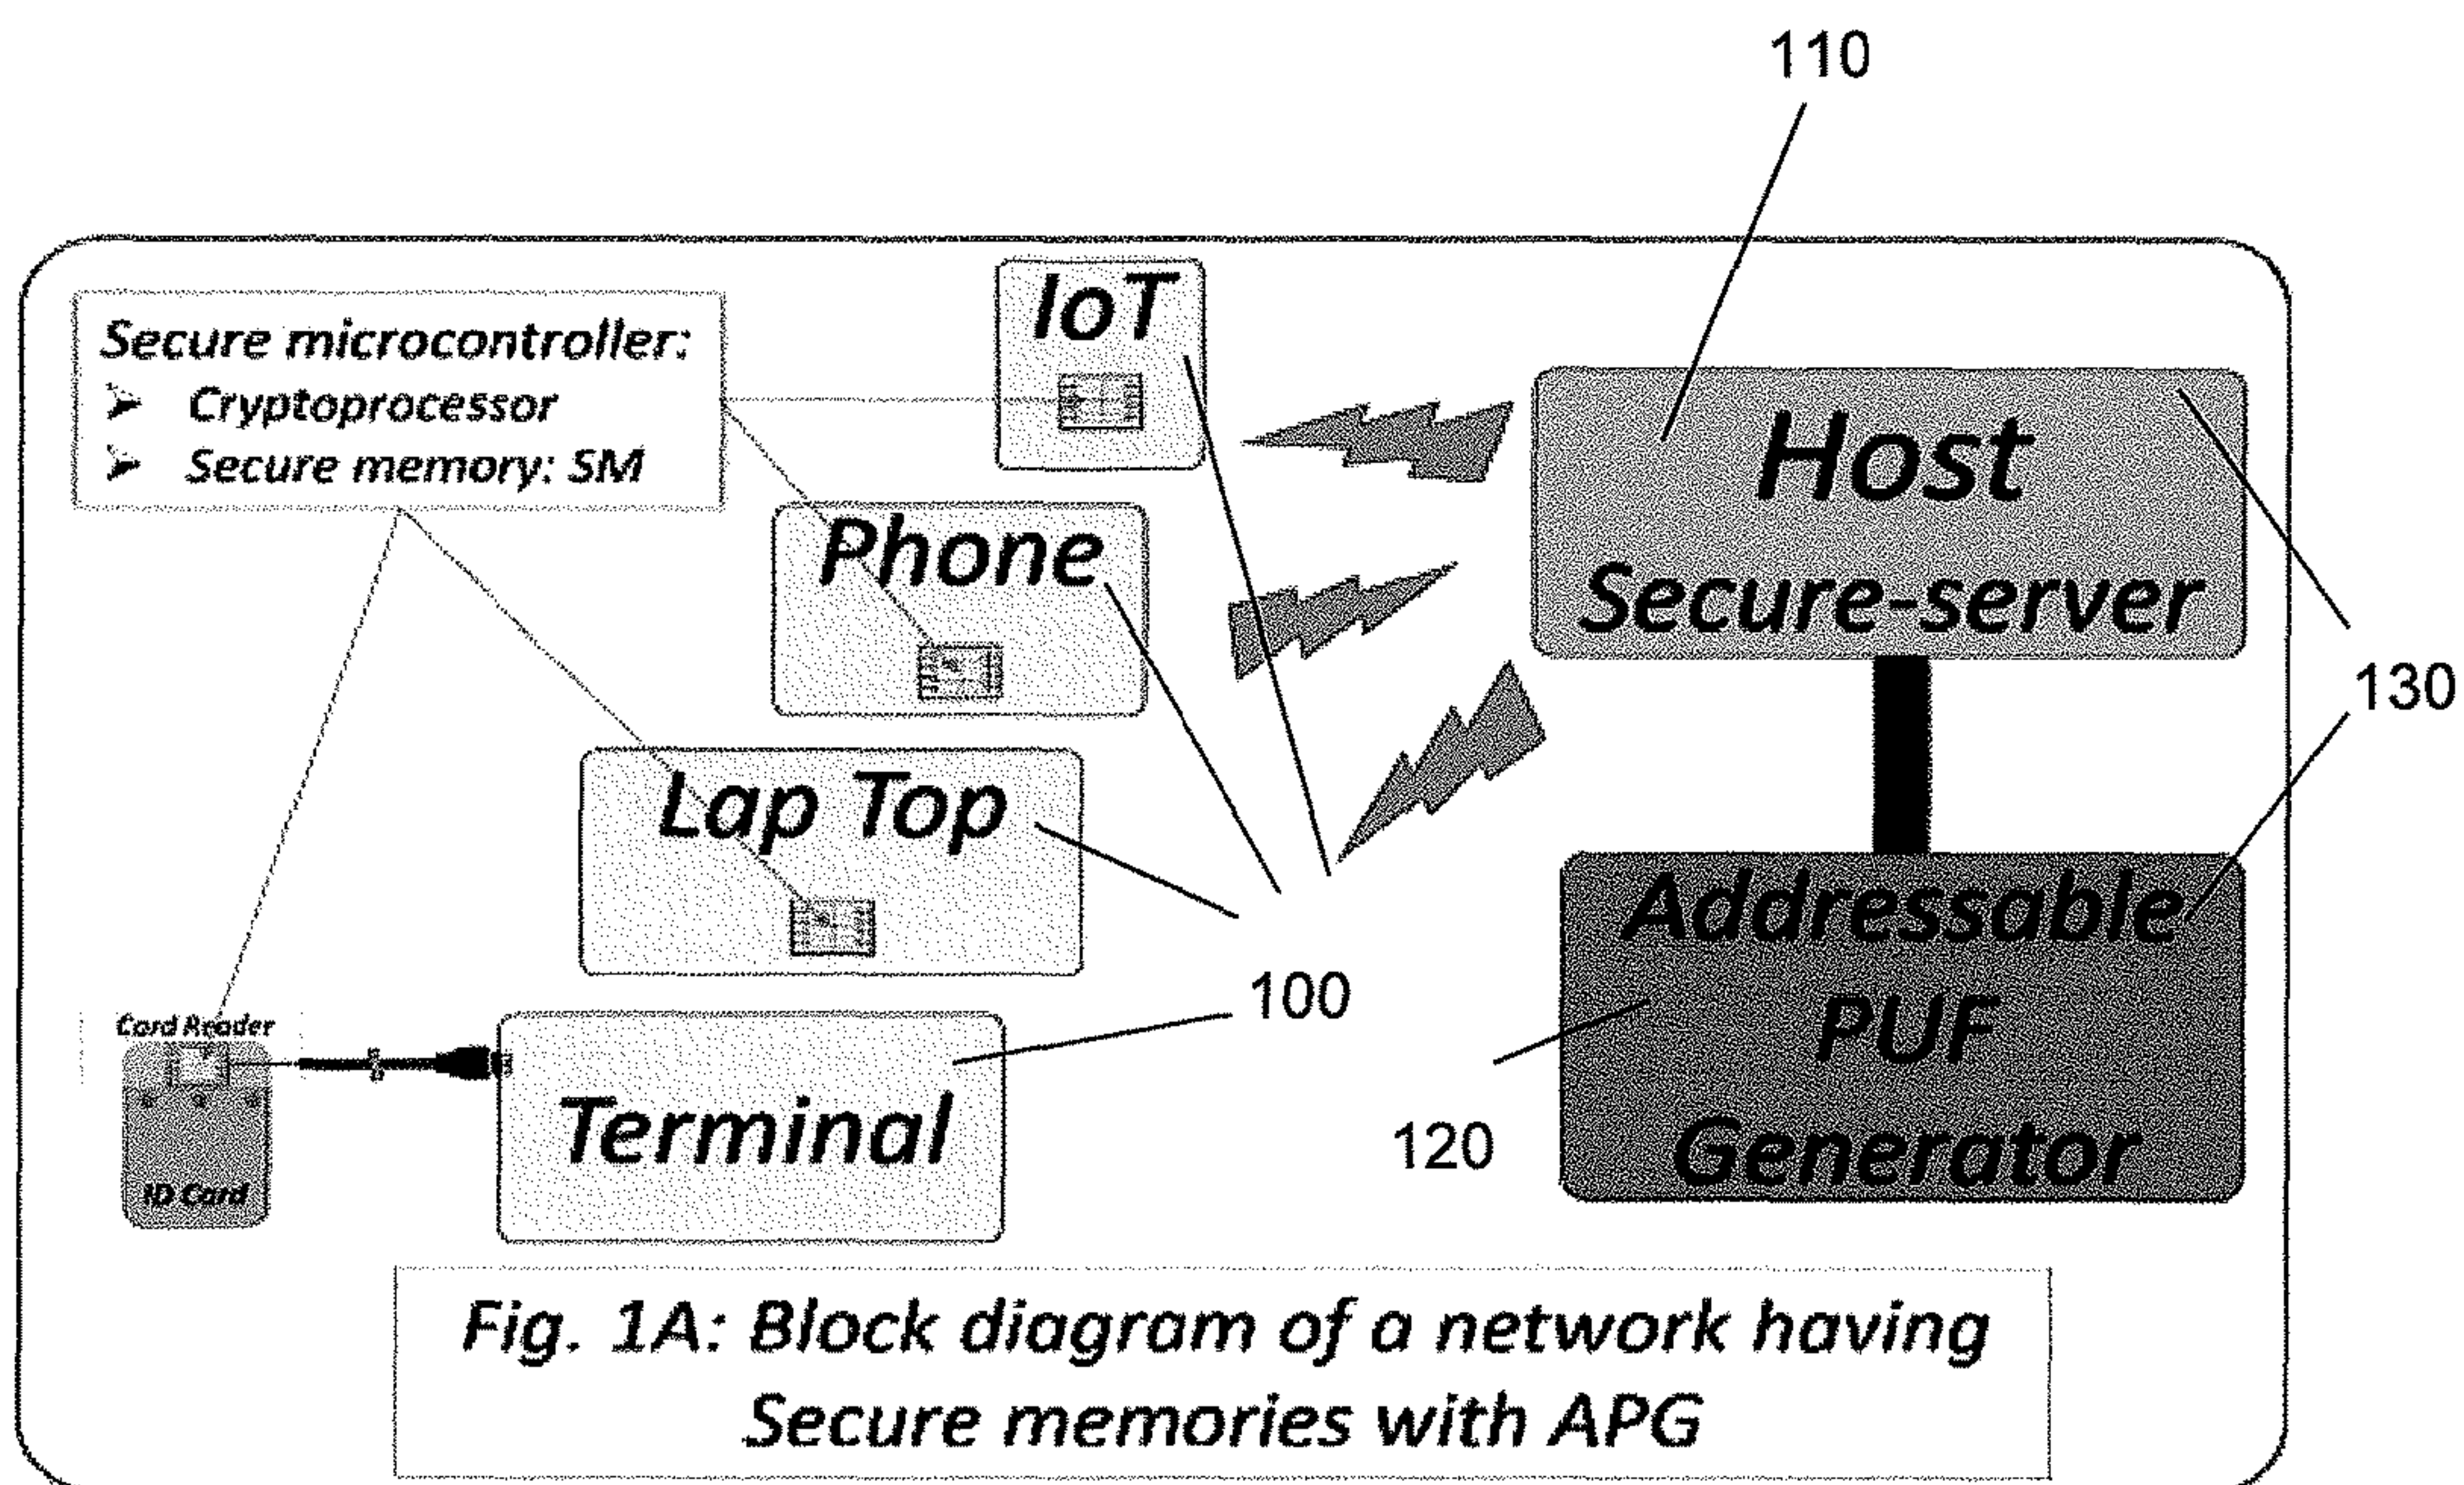 110
Secure microcontroller:
➤ Cryptoprocessor
➤ Secure memory: SM
IoT
Host
Secure-server
Phone
130
Lap Top
Addressable
PUF
Generator
100
120
Card Reader
ID Card
Terminal
Fig. 1A: Block diagram of a network having
Secure memories with APG